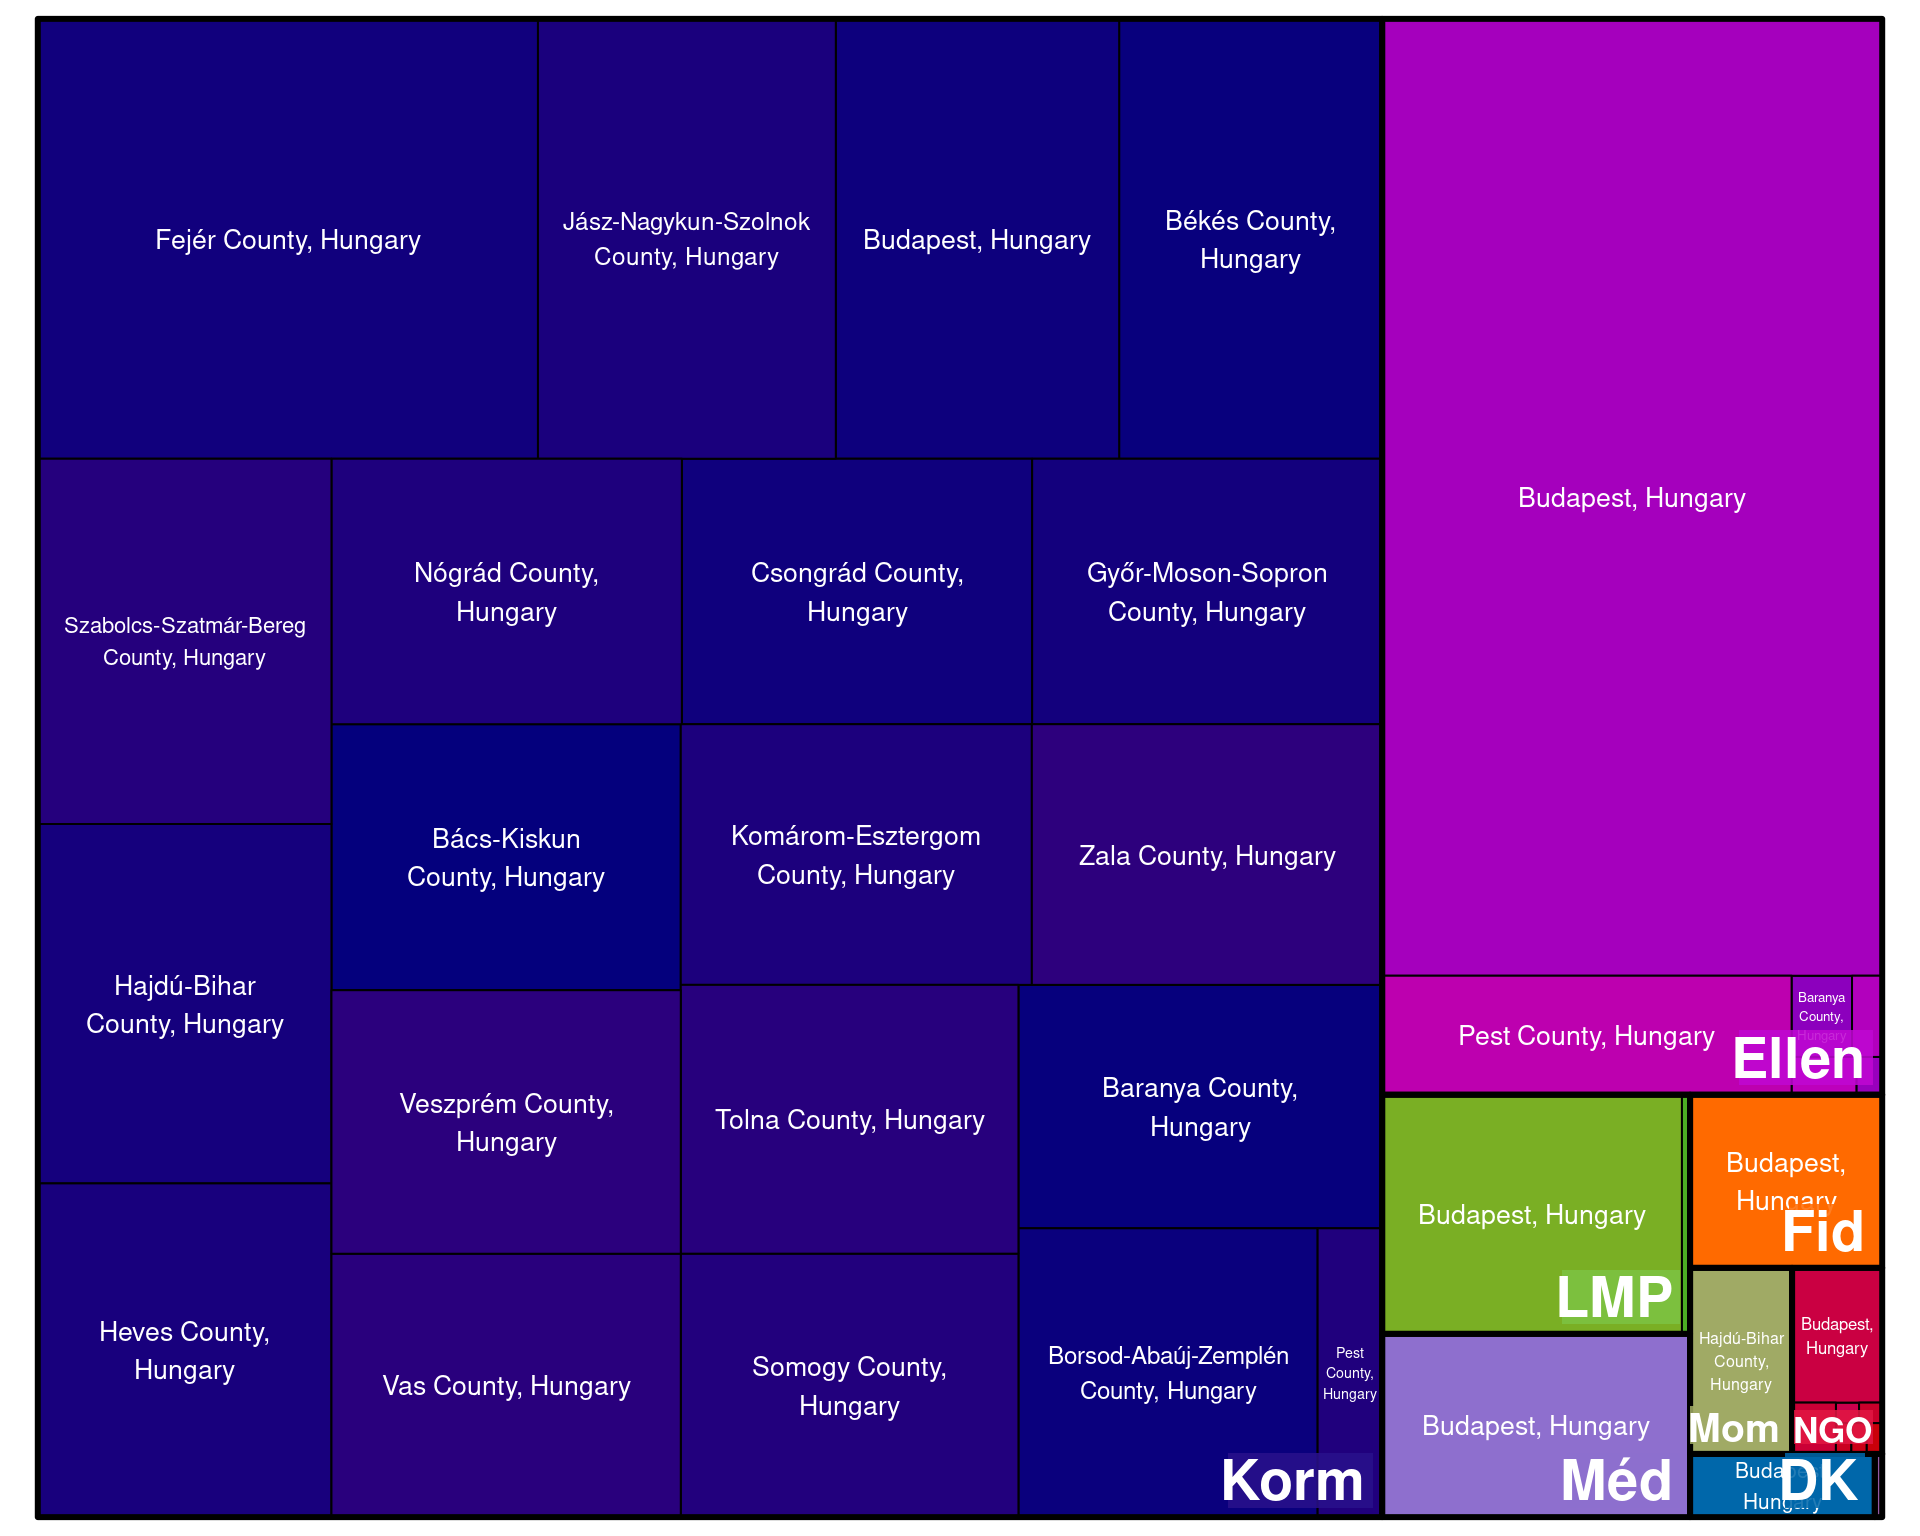 Fejér County, Hungary
Jász-Nagykun-Szolnok
County, Hungary
Budapest, Hungary
Békés County,
Hungary
Szabolcs-Szatmár-Bereg
County, Hungary
Nógrád County,
Hungary
Csongrád County,
Hungary
Győr-Moson-Sopron
County, Hungary
Bács-Kiskun
County, Hungary
Komárom-Esztergom
County, Hungary
Zala County, Hungary
Hajdú-Bihar
County, Hungary
Veszprém County,
Hungary
Tolna County, Hungary
Baranya County,
Hungary
Heves County,
Hungary
Vas County, Hungary
Somogy County,
Hungary
Borsod-Abaúj-Zemplén
County, Hungary
Pest
County,
Hungary
Korm
Budapest, Hungary
Pest County, Hungary
Baranya
County,
Hungary
Ellen
Budapest, Hungary
LMP
Budapest,
Hungary
Fid
Budapest, Hungary
Méd
Hajdú-Bihar
County,
Hungary
Mom
Budapest,
Hungary
NGO
Budapest,
Hungary
DK